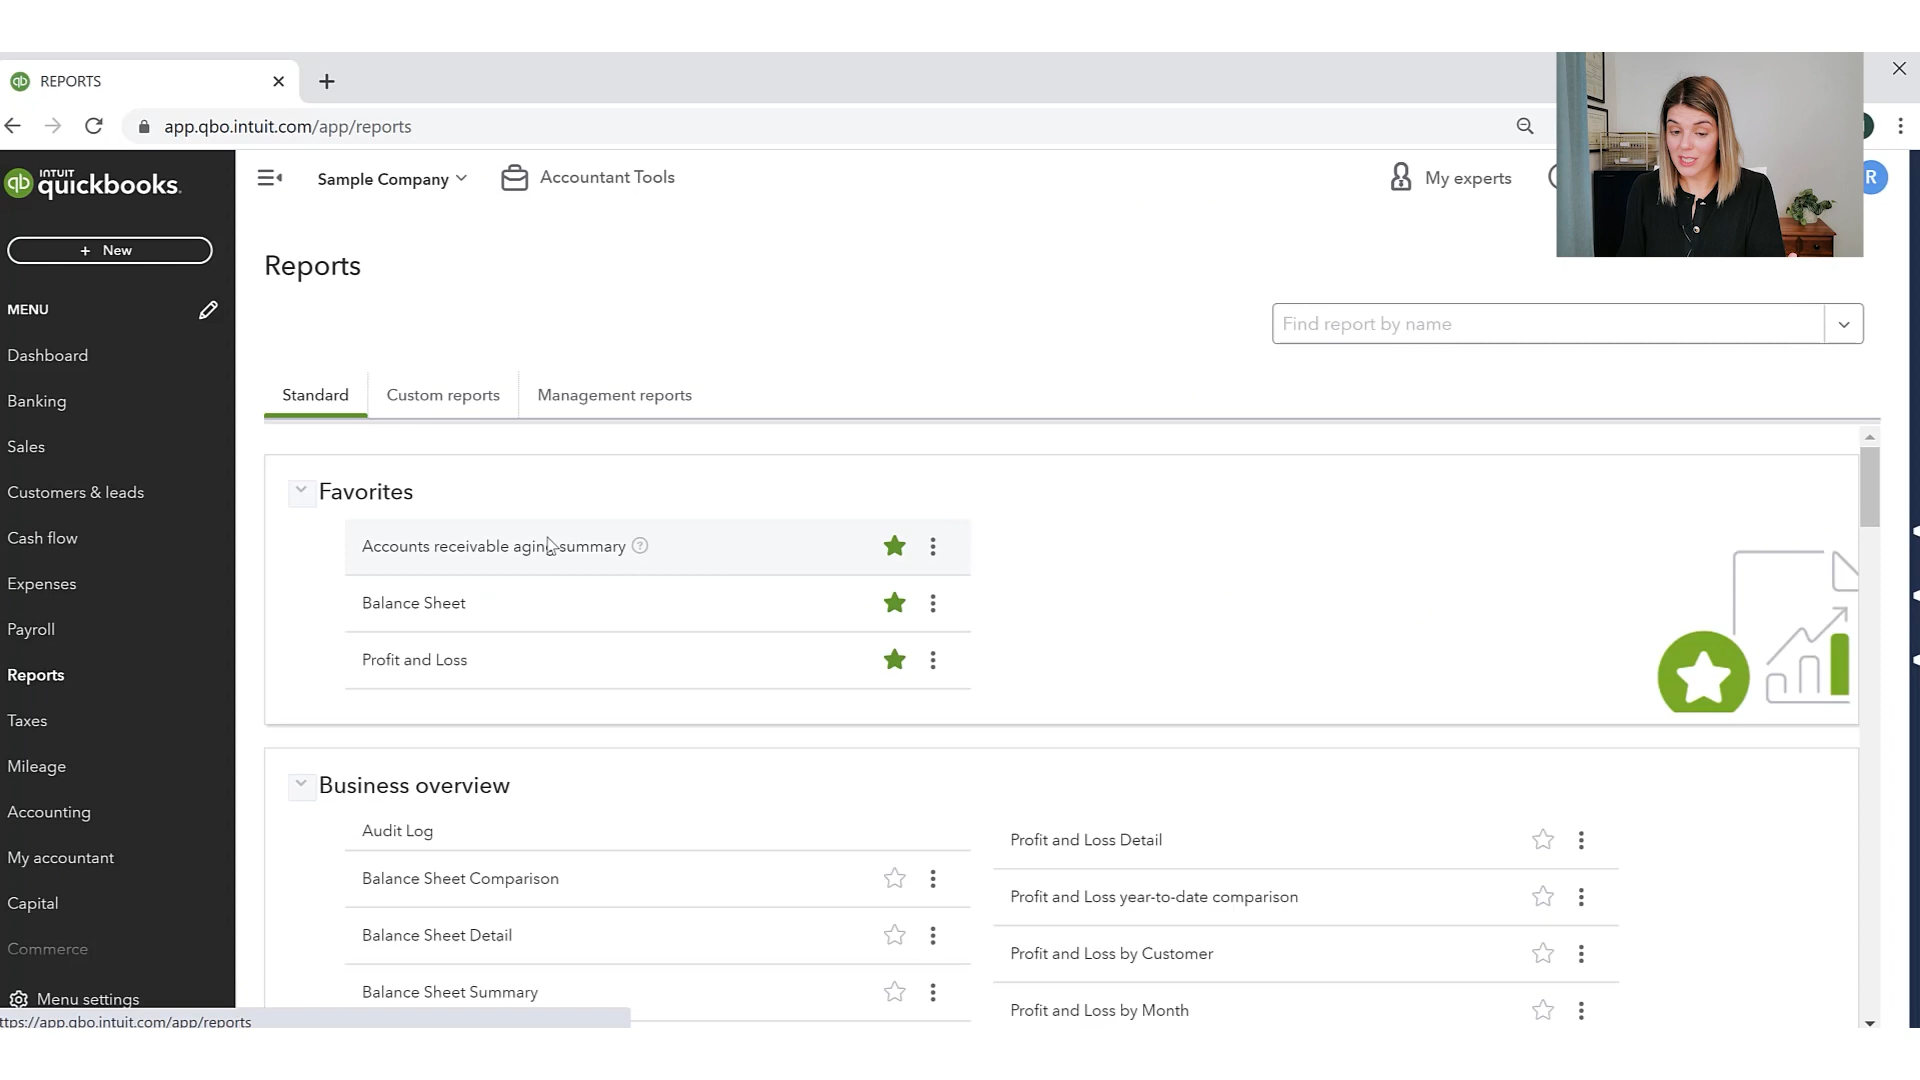 REPORTS
app.qbo.intuit.com/app/reports
INTUIT
quickbooks.
Sample Company
Accountant Tools
My experts
R
+ New
MENU
Dashboard
Banking
Sales
Customers & leads
Cash flow
Expenses
Payroll
Reports
Taxes
Mileage
Accounting
My accountant
Capital
Commerce
Menu settings
ttps://app.qbo.intuit.com/app/reports
Reports
Find report by name
Standard
Custom reports
Management reports
Favorites
Accounts receivable aging summary
Balance Sheet
Profit and Loss
Business overview
Audit Log
Balance Sheet Comparison
Balance Sheet Detail
Balance Sheet Summary
Profit and Loss Detail
Profit and Loss year-to-date comparison
Profit and Loss by Customer
Profit and Loss by Month